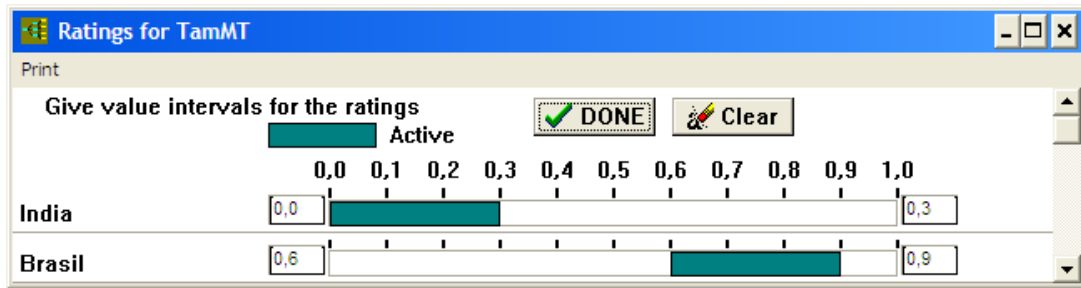 Ratings for TamMT
Print
Give value intervals for the ratings
DONE
Clear
Active
0,0 0,1 0,2 0,3 0,4 0,5 0,6 0,7 0,8 0,9 1,0
India 0,0 0,3
Brasil 0,6 0,9